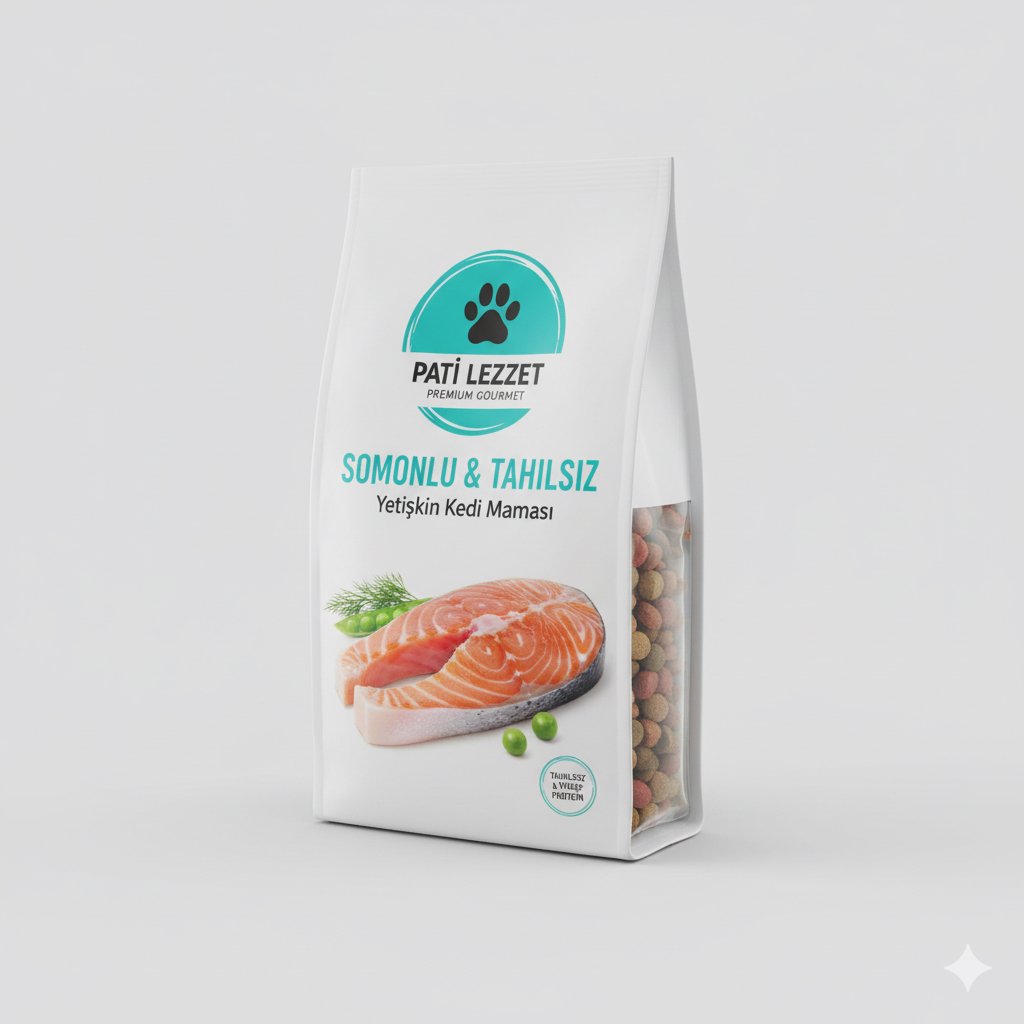 PATİ LEZZET
PREMIUM GOURMET
SOMONLU & TAHILSIZ
Yetişkin Kedi Maması